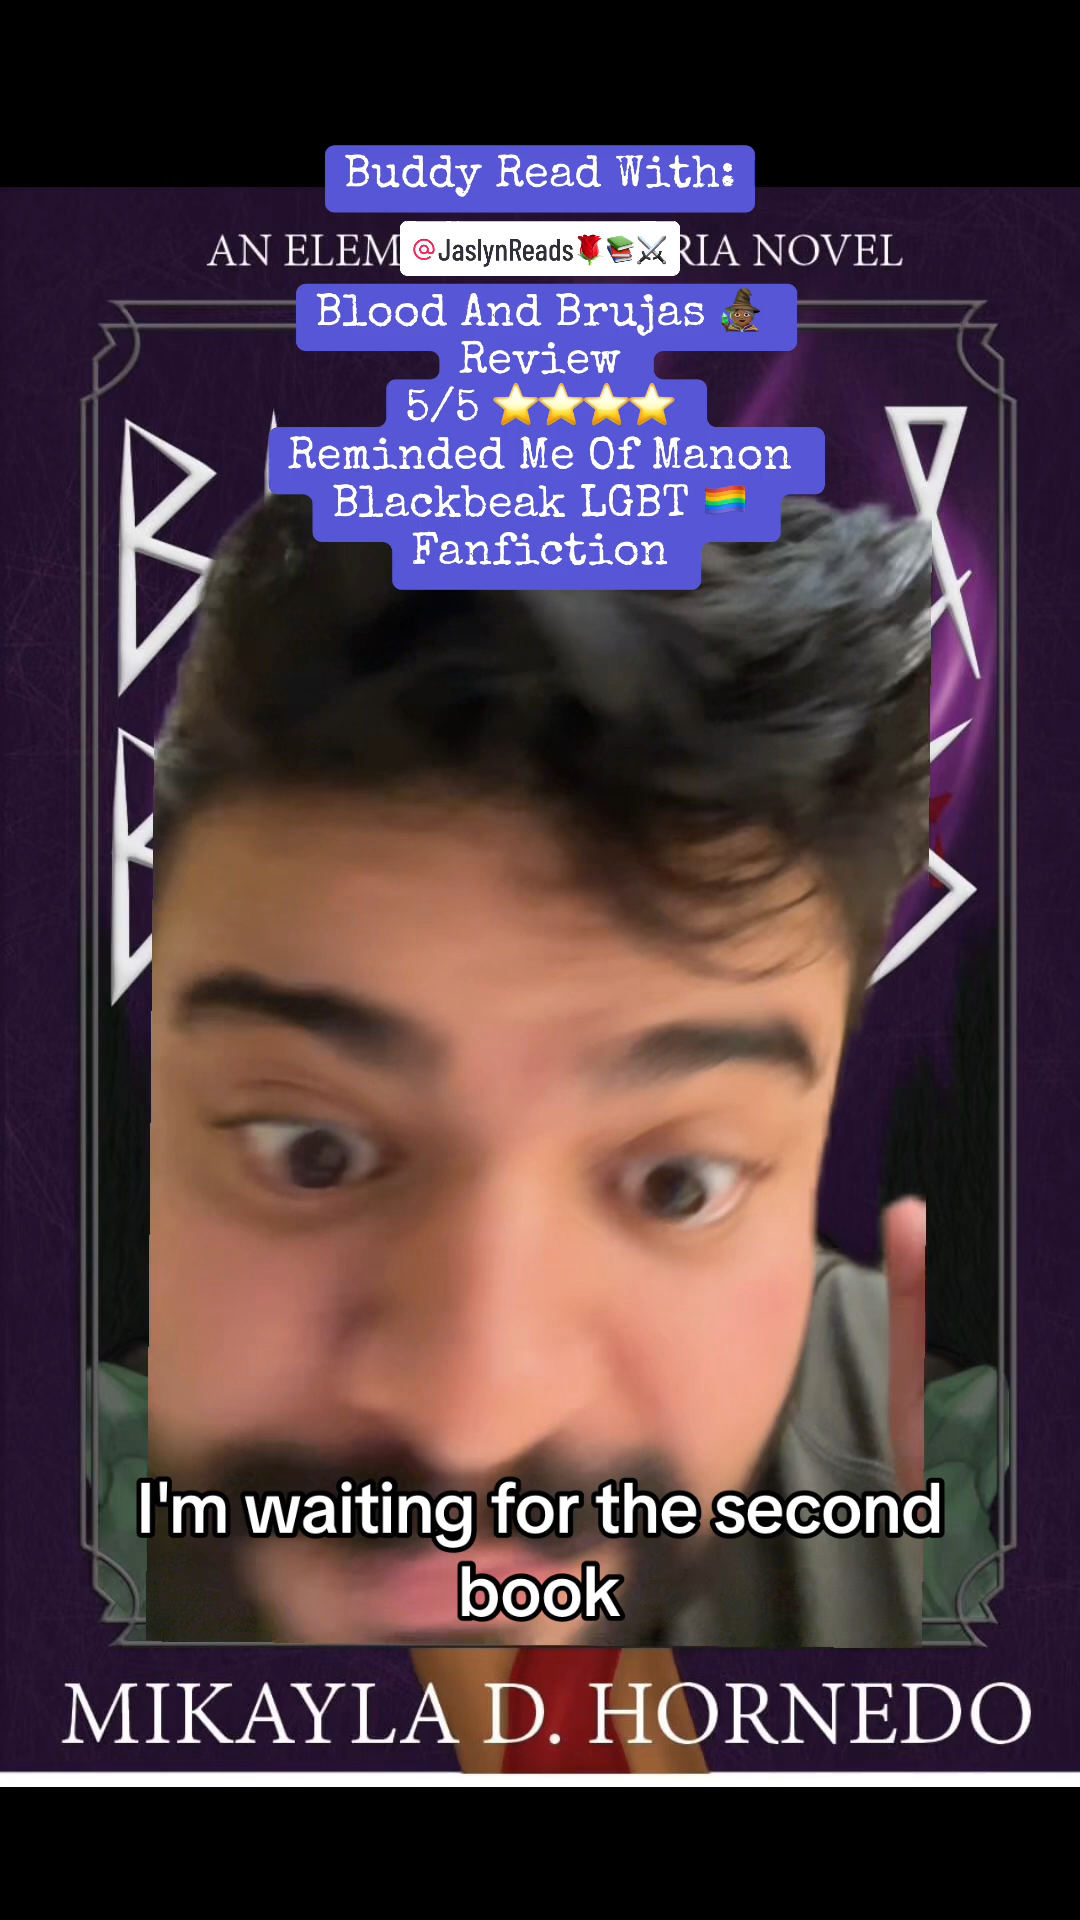 Buddy Read With:
AN ELEM @JaslynReads🌹📚⚔️ RIA NOVEL
Blood And Brujas 🧙🏾‍♀️
Review
5/5 ⭐⭐⭐⭐
Reminded Me Of Manon
Blackbeak LGBT 🏳️‍🌈
Fanfiction
I'm waiting for the second
book
MIKAYLA D. HORNEDO